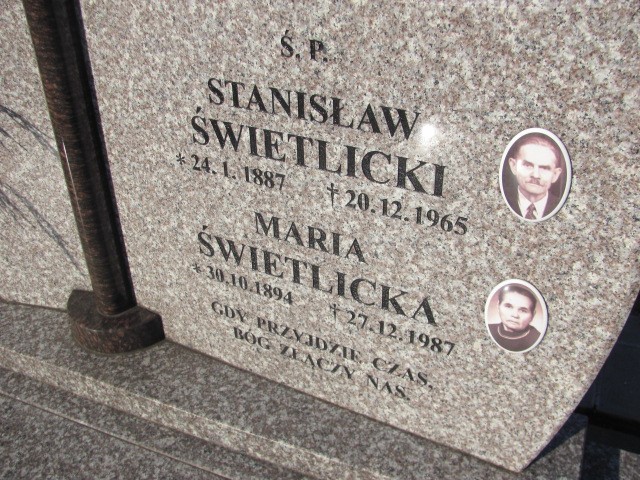 Ś. P.
STANISŁAW
ŚWIETLICKI
* 24. 1. 1887 † 20. 12. 1965
MARIA
ŚWIETLICKA
* 30. 10. 1894 † 27. 12. 1987
GDY PRZYJDZIE CZAS,
BÓG ZŁĄCZY NAS.